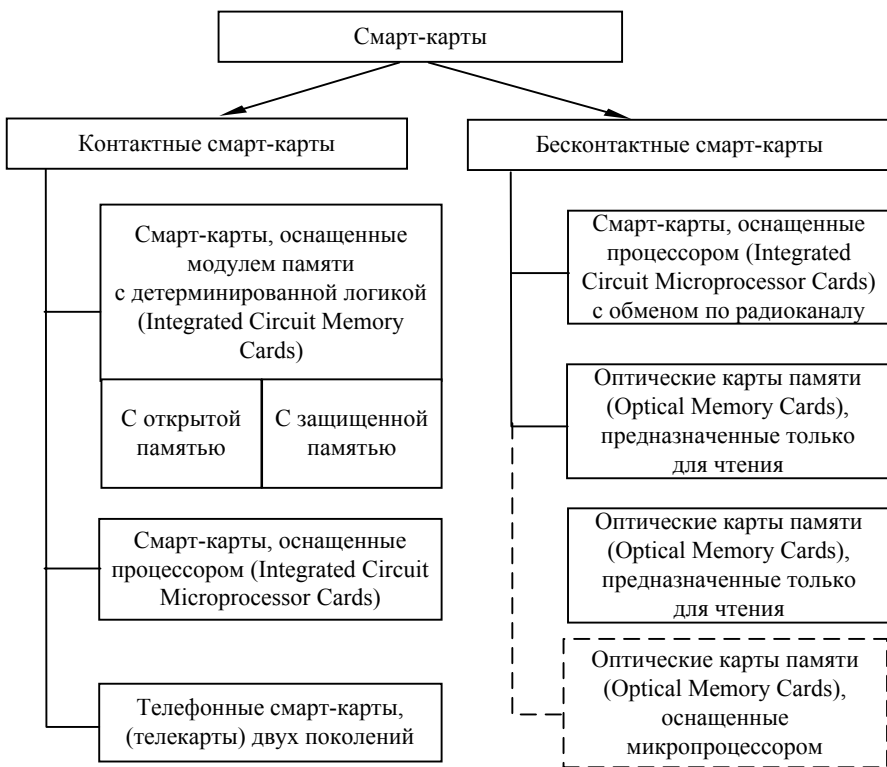 Смарт-карты
Контактные смарт-карты
Смарт-карты, оснащенные
модулем памяти
с детерминированной логикой
(Integrated Circuit Memory
Cards)
С открытой
памятью
С защищенной
памятью
Смарт-карты, оснащенные
процессором (Integrated Circuit
Microprocessor Cards)
Телефонные смарт-карты,
(телекарты) двух поколений
Бесконтактные смарт-карты
Смарт-карты, оснащенные
процессором (Integrated
Circuit Microprocessor Cards)
с обменом по радиоканалу
Оптические карты памяти
(Optical Memory Cards),
предназначенные только
для чтения
Оптические карты памяти
(Optical Memory Cards),
предназначенные только
для чтения
Оптические карты памяти
(Optical Memory Cards),
оснащенные
микропроцессором